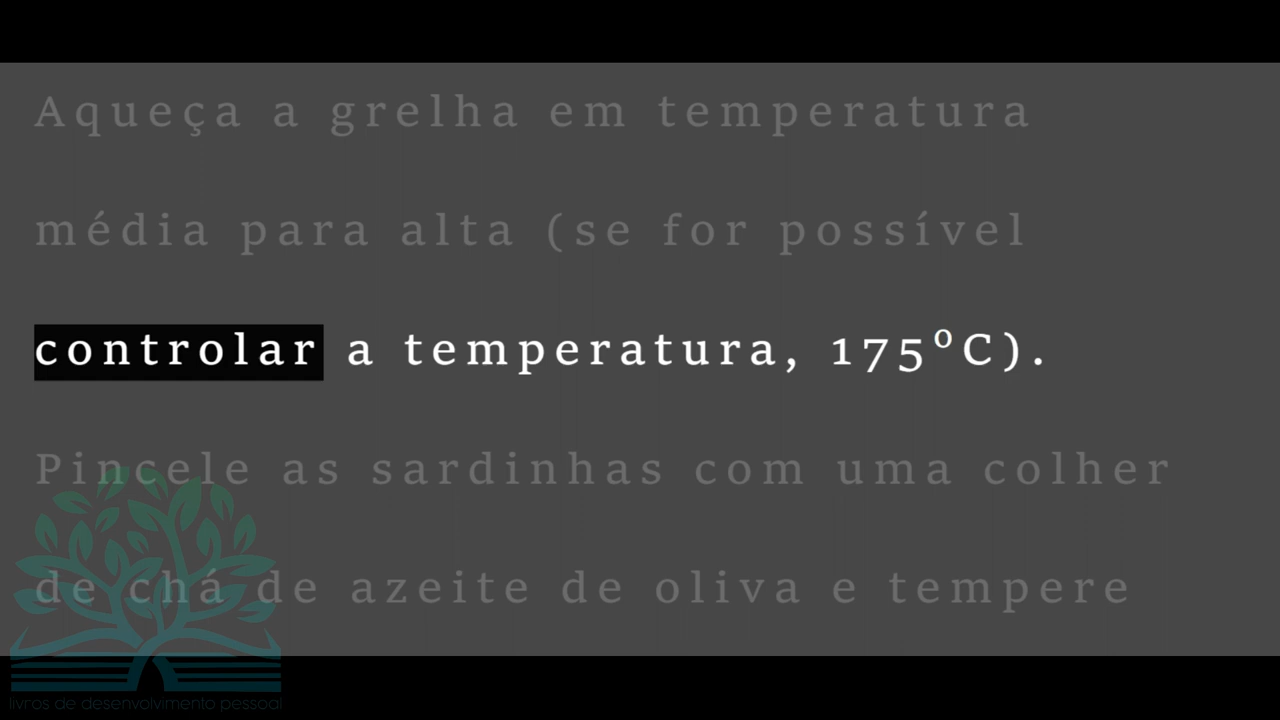 Aqueça a grelha em temperatura
média para alta (se for possível
controlar a temperatura, 175ºC).
Pincele as sardinhas com uma colher
de chá de azeite de oliva e tempere
livros de desenvolvimento pessoal